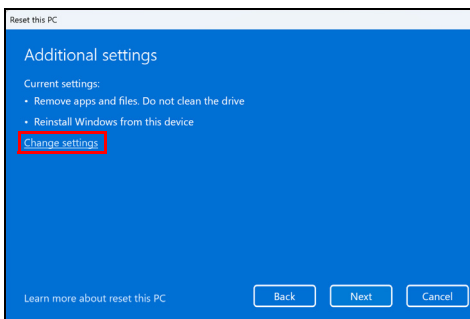 Reset this PC
Additional settings
Current settings:
• Remove apps and files. Do not clean the drive
• Reinstall Windows from this device
Change settings
Learn more about reset this PC
Back
Next
Cancel